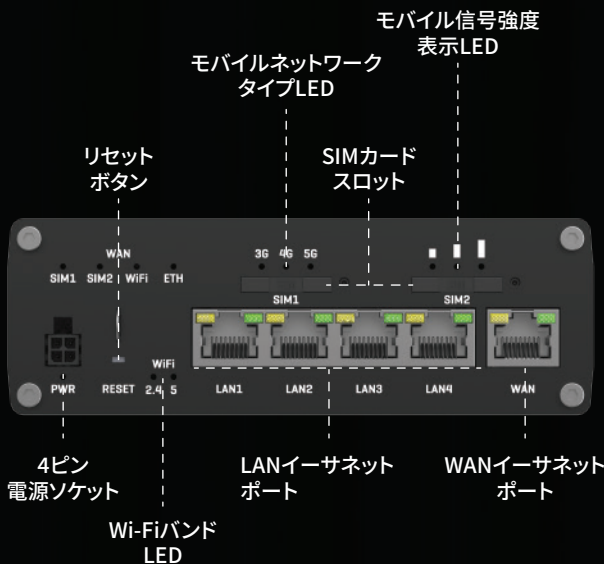 モバイル信号強度
表示LED
モバイルネットワーク
タイプLED
リセット
ボタン
SIMカード
スロット
WAN
3G 4G 5G
SIM1 SIM2 WiFi ETH
SIM1
SIM2
WiFi
PWR RESET 2.4 5 LAN1 LAN2 LAN3 LAN4 WAN
4ピン
電源ソケット
LANイーサネット
ポート
WANイーサネット
ポート
Wi-Fiバンド
LED